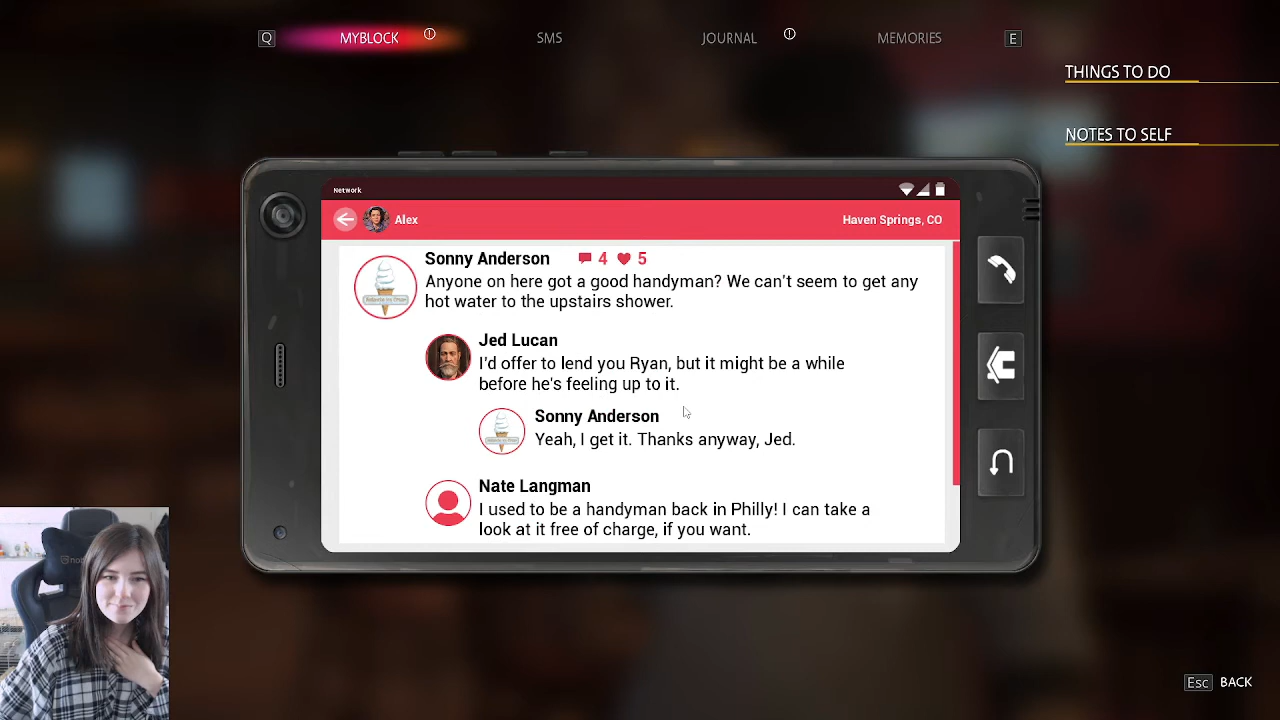 Q MYBLOCK SMS JOURNAL MEMORIES E
THINGS TO DO
NOTES TO SELF
Network
Alex Haven Springs, CO
Sonny Anderson 4 5
Anyone on here got a good handyman? We can't seem to get any
hot water to the upstairs shower.
Jed Lucan
I'd offer to lend you Ryan, but it might be a while
before he's feeling up to it.
Sonny Anderson
Yeah, I get it. Thanks anyway, Jed.
Nate Langman
I used to be a handyman back in Philly! I can take a
look at it free of charge, if you want.
Esc BACK